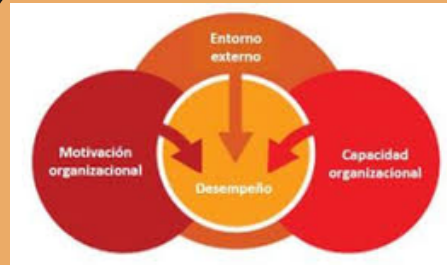 Entorno
externo
Motivación
organizacional
Capacidad
organizacional
Desempeño